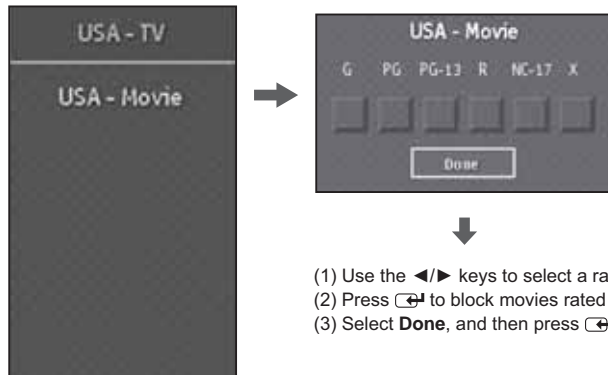 USA - TV
USA - Movie
USA - Movie
G PG PG-13 R NC-17 X
Done
(1) Use the ◄/► keys to select a
(2) Press to block movies rated
(3) Select Done, and then press